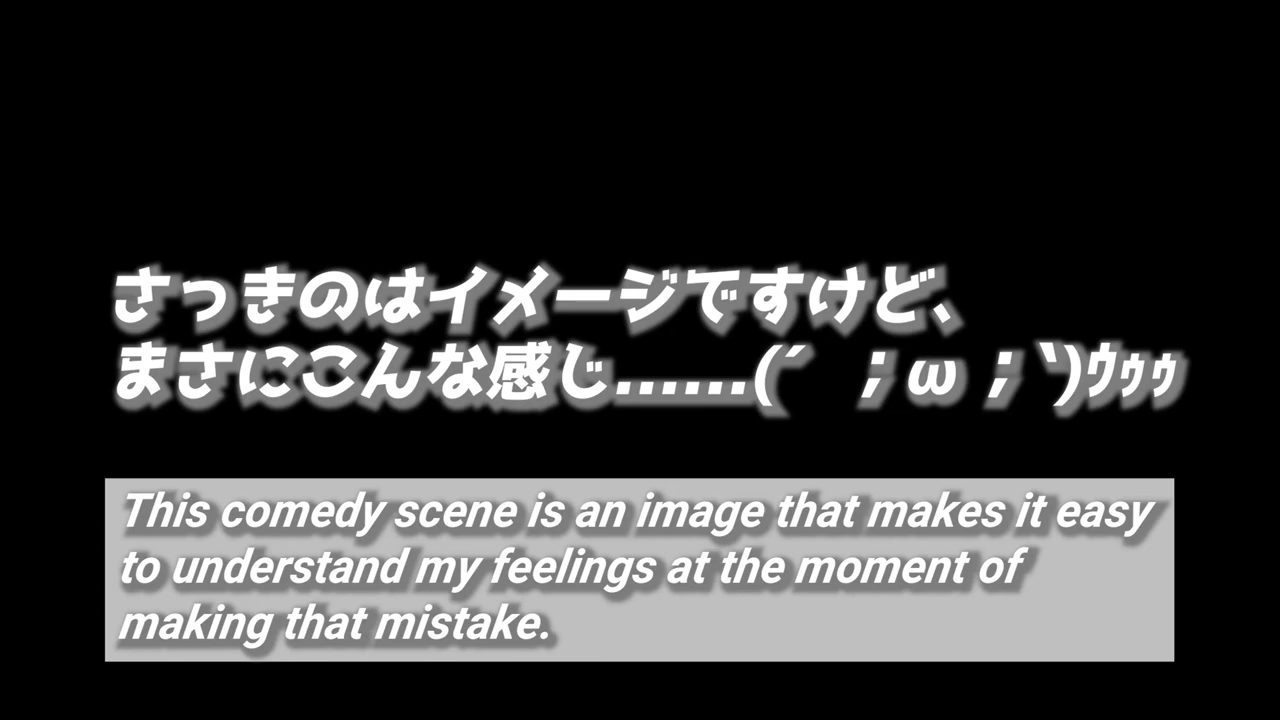 さっきのはイメージですけど、
まさにこんな感じ……(´；ω；`)ｳｩｩ
This comedy scene is an image that makes it easy
to understand my feelings at the moment of
making that mistake.